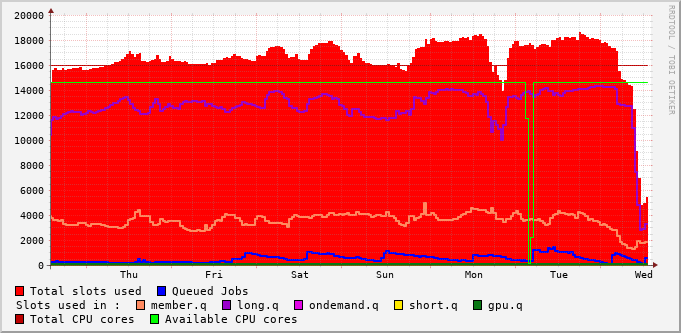 20000
18000
16000
14000
12000
10000
8000
6000
4000
2000
0
Thu Fri Sat Sun Mon Tue Wed
RRDTOOL / TOBI OETIKER
Total slots used Queued Jobs
Slots used in : member.q long.q ondemand.q short.q gpu.q
Total CPU cores Available CPU cores